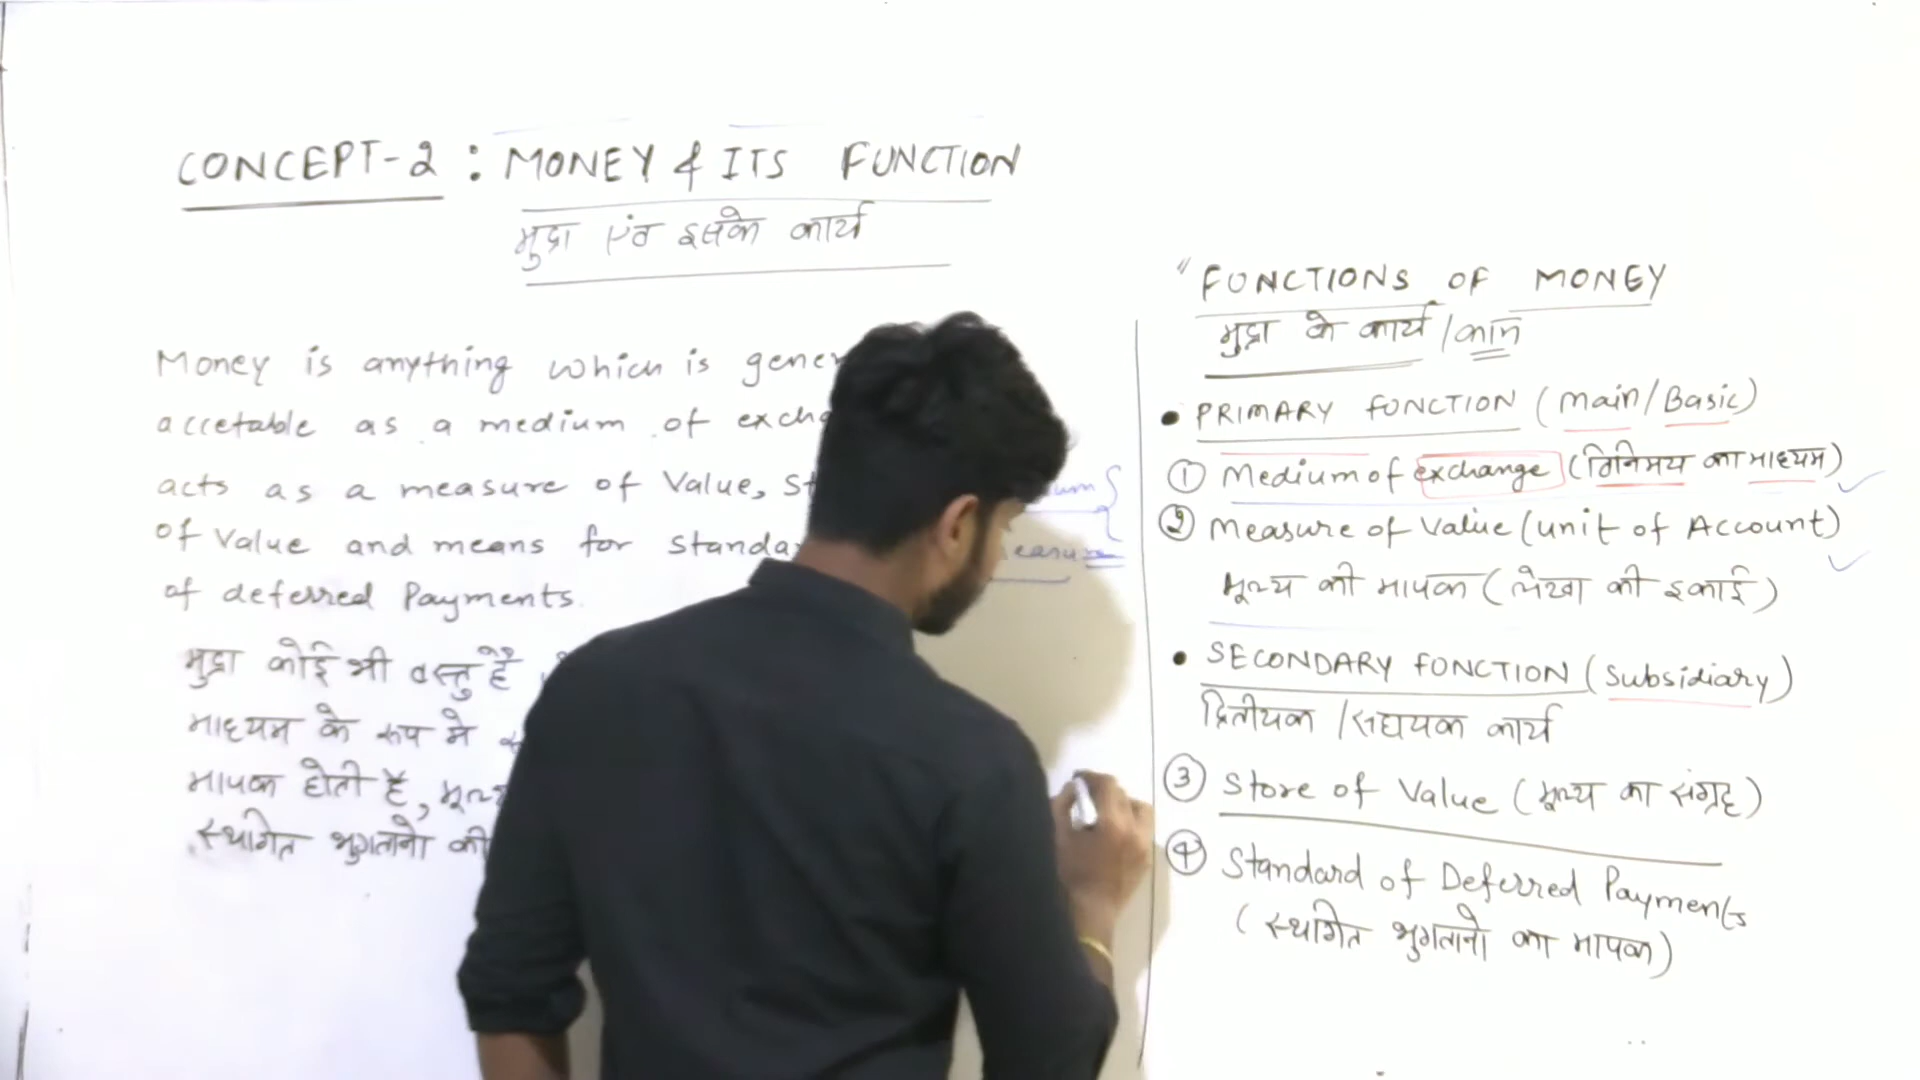 CONCEPT-2 : MONEY & ITS FUNCTION
मुद्रा एंव इसके कार्य
Money is anything which is gener
accetable as a medium of excha
acts as a measure of Value, St
of Value and means for standa
of deferred Payments.
मुद्रा कोई भी वस्तु है
माध्यम के रूप मे
मापक होती है, मूल्य
स्थगित भुगतानो की
um
easure
"FUNCTIONS OF MONEY
मुद्रा के कार्य / काम
• PRIMARY FUNCTION (Main/Basic)
① Medium of exchange (विनिमय का माध्यम)
② Measure of Value (unit of Account)
मूल्य की मापक (लेखा की इकाई)
• SECONDARY FUNCTION (Subsidiary)
द्वितीयक / सहायक कार्य
③ Store of Value (मूल्य का संग्रह)
④ Standard of Deferred Payments
(स्थगित भुगतानो का मापक)